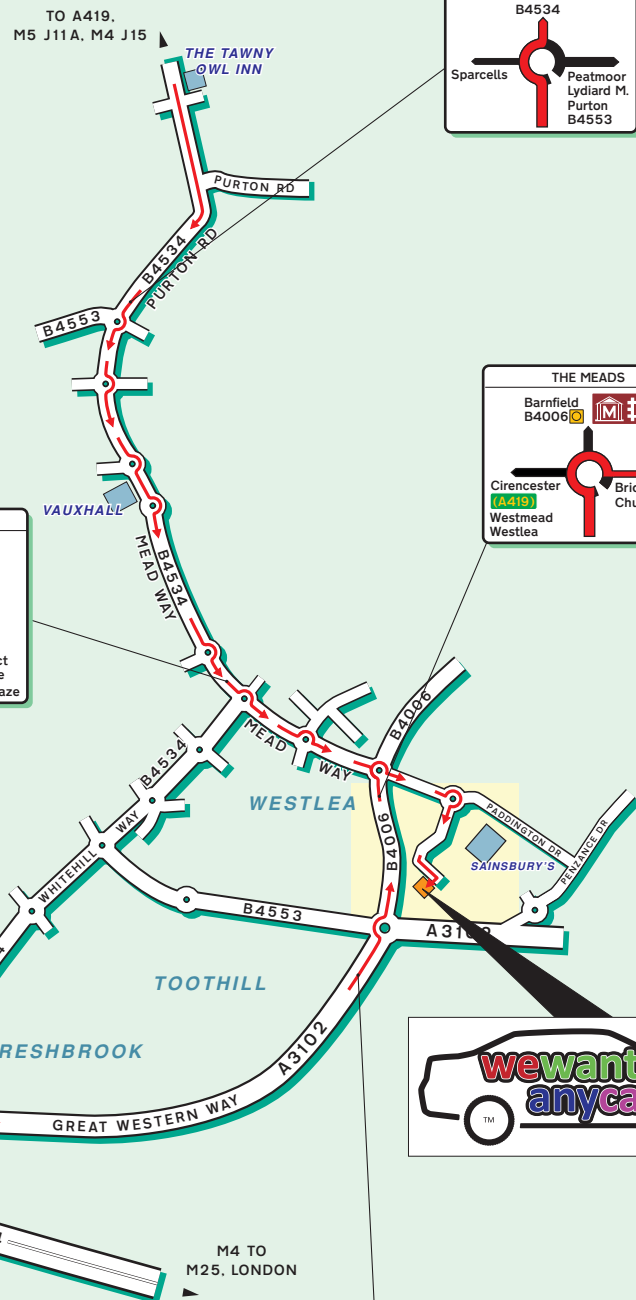 TO A419,
M5 J11A, M4 J15
THE TAWNY
OWL INN
B4534
Sparcells
Peatmoor
Lydiard M.
Purton
B4553
PURTON RD
B4534
PURTON RD
B4553
THE MEADS
Barnfield
B4006
M
Cirencester
(A419)
Westmead
Westlea
VAUXHALL
B4534
MEAD WAY
B4006
MEAD WAY
B4534
WESTLEA
WAY
WHITEHILL
B4006
PADDINGTON DR
PENZANCE DR
SAINSBURY'S
B4553
A3102
TOOTHILL
A3102
GREAT WESTERN WAY
wewant
TM
M4 TO
M25, LONDON